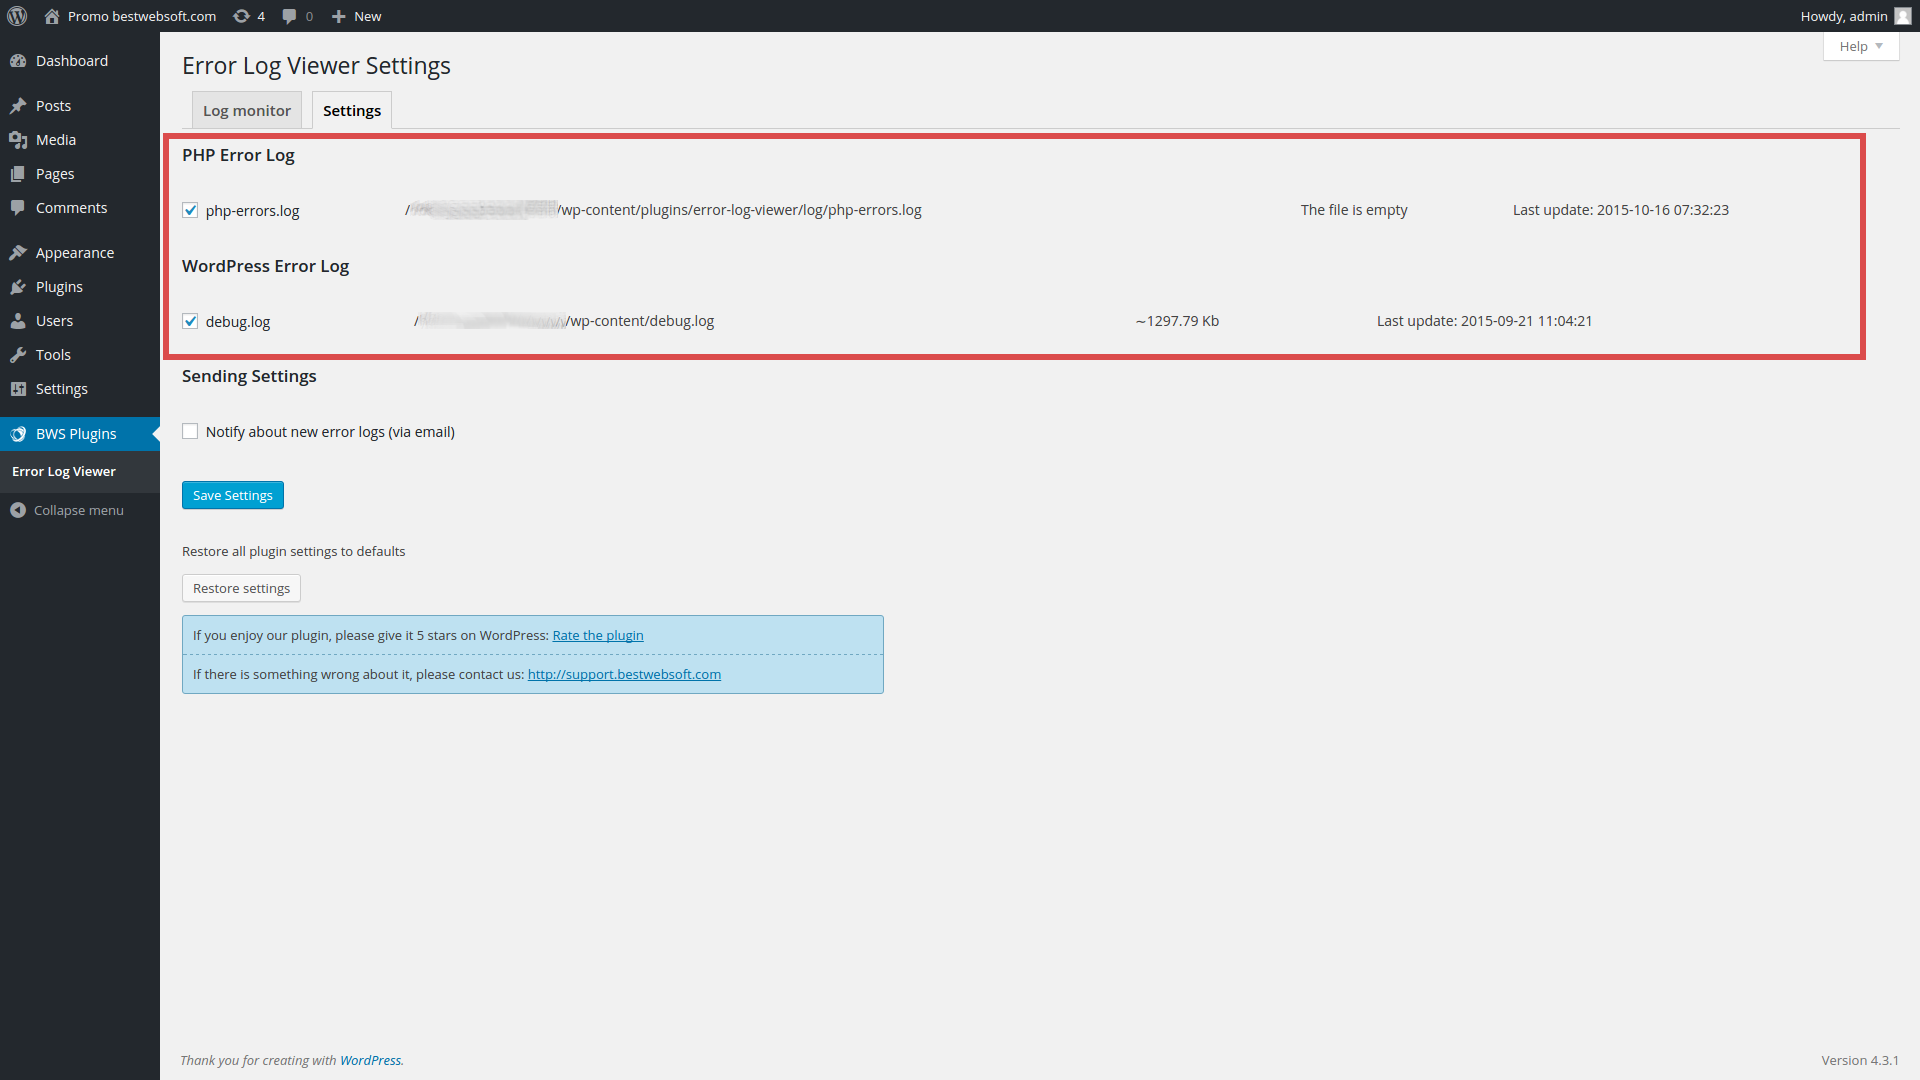 Promo bestwebsoft.com 4 0 New Howdy, admin
Help
Dashboard
Posts
Media
Pages
Comments
Appearance
Plugins
Users
Tools
Settings
BWS Plugins
Error Log Viewer
Collapse menu
Error Log Viewer Settings
Log monitor Settings
PHP Error Log
php-errors.log / /wp-content/plugins/error-log-viewer/log/php-errors.log The file is empty Last update: 2015-10-16 07:32:23
WordPress Error Log
debug.log / /wp-content/debug.log ~1297.79 Kb Last update: 2015-09-21 11:04:21
Sending Settings
Notify about new error logs (via email)
Save Settings
Restore all plugin settings to defaults
Restore settings
If you enjoy our plugin, please give it 5 stars on WordPress: Rate the plugin
If there is something wrong about it, please contact us: http://support.bestwebsoft.com
Thank you for creating with WordPress. Version 4.3.1